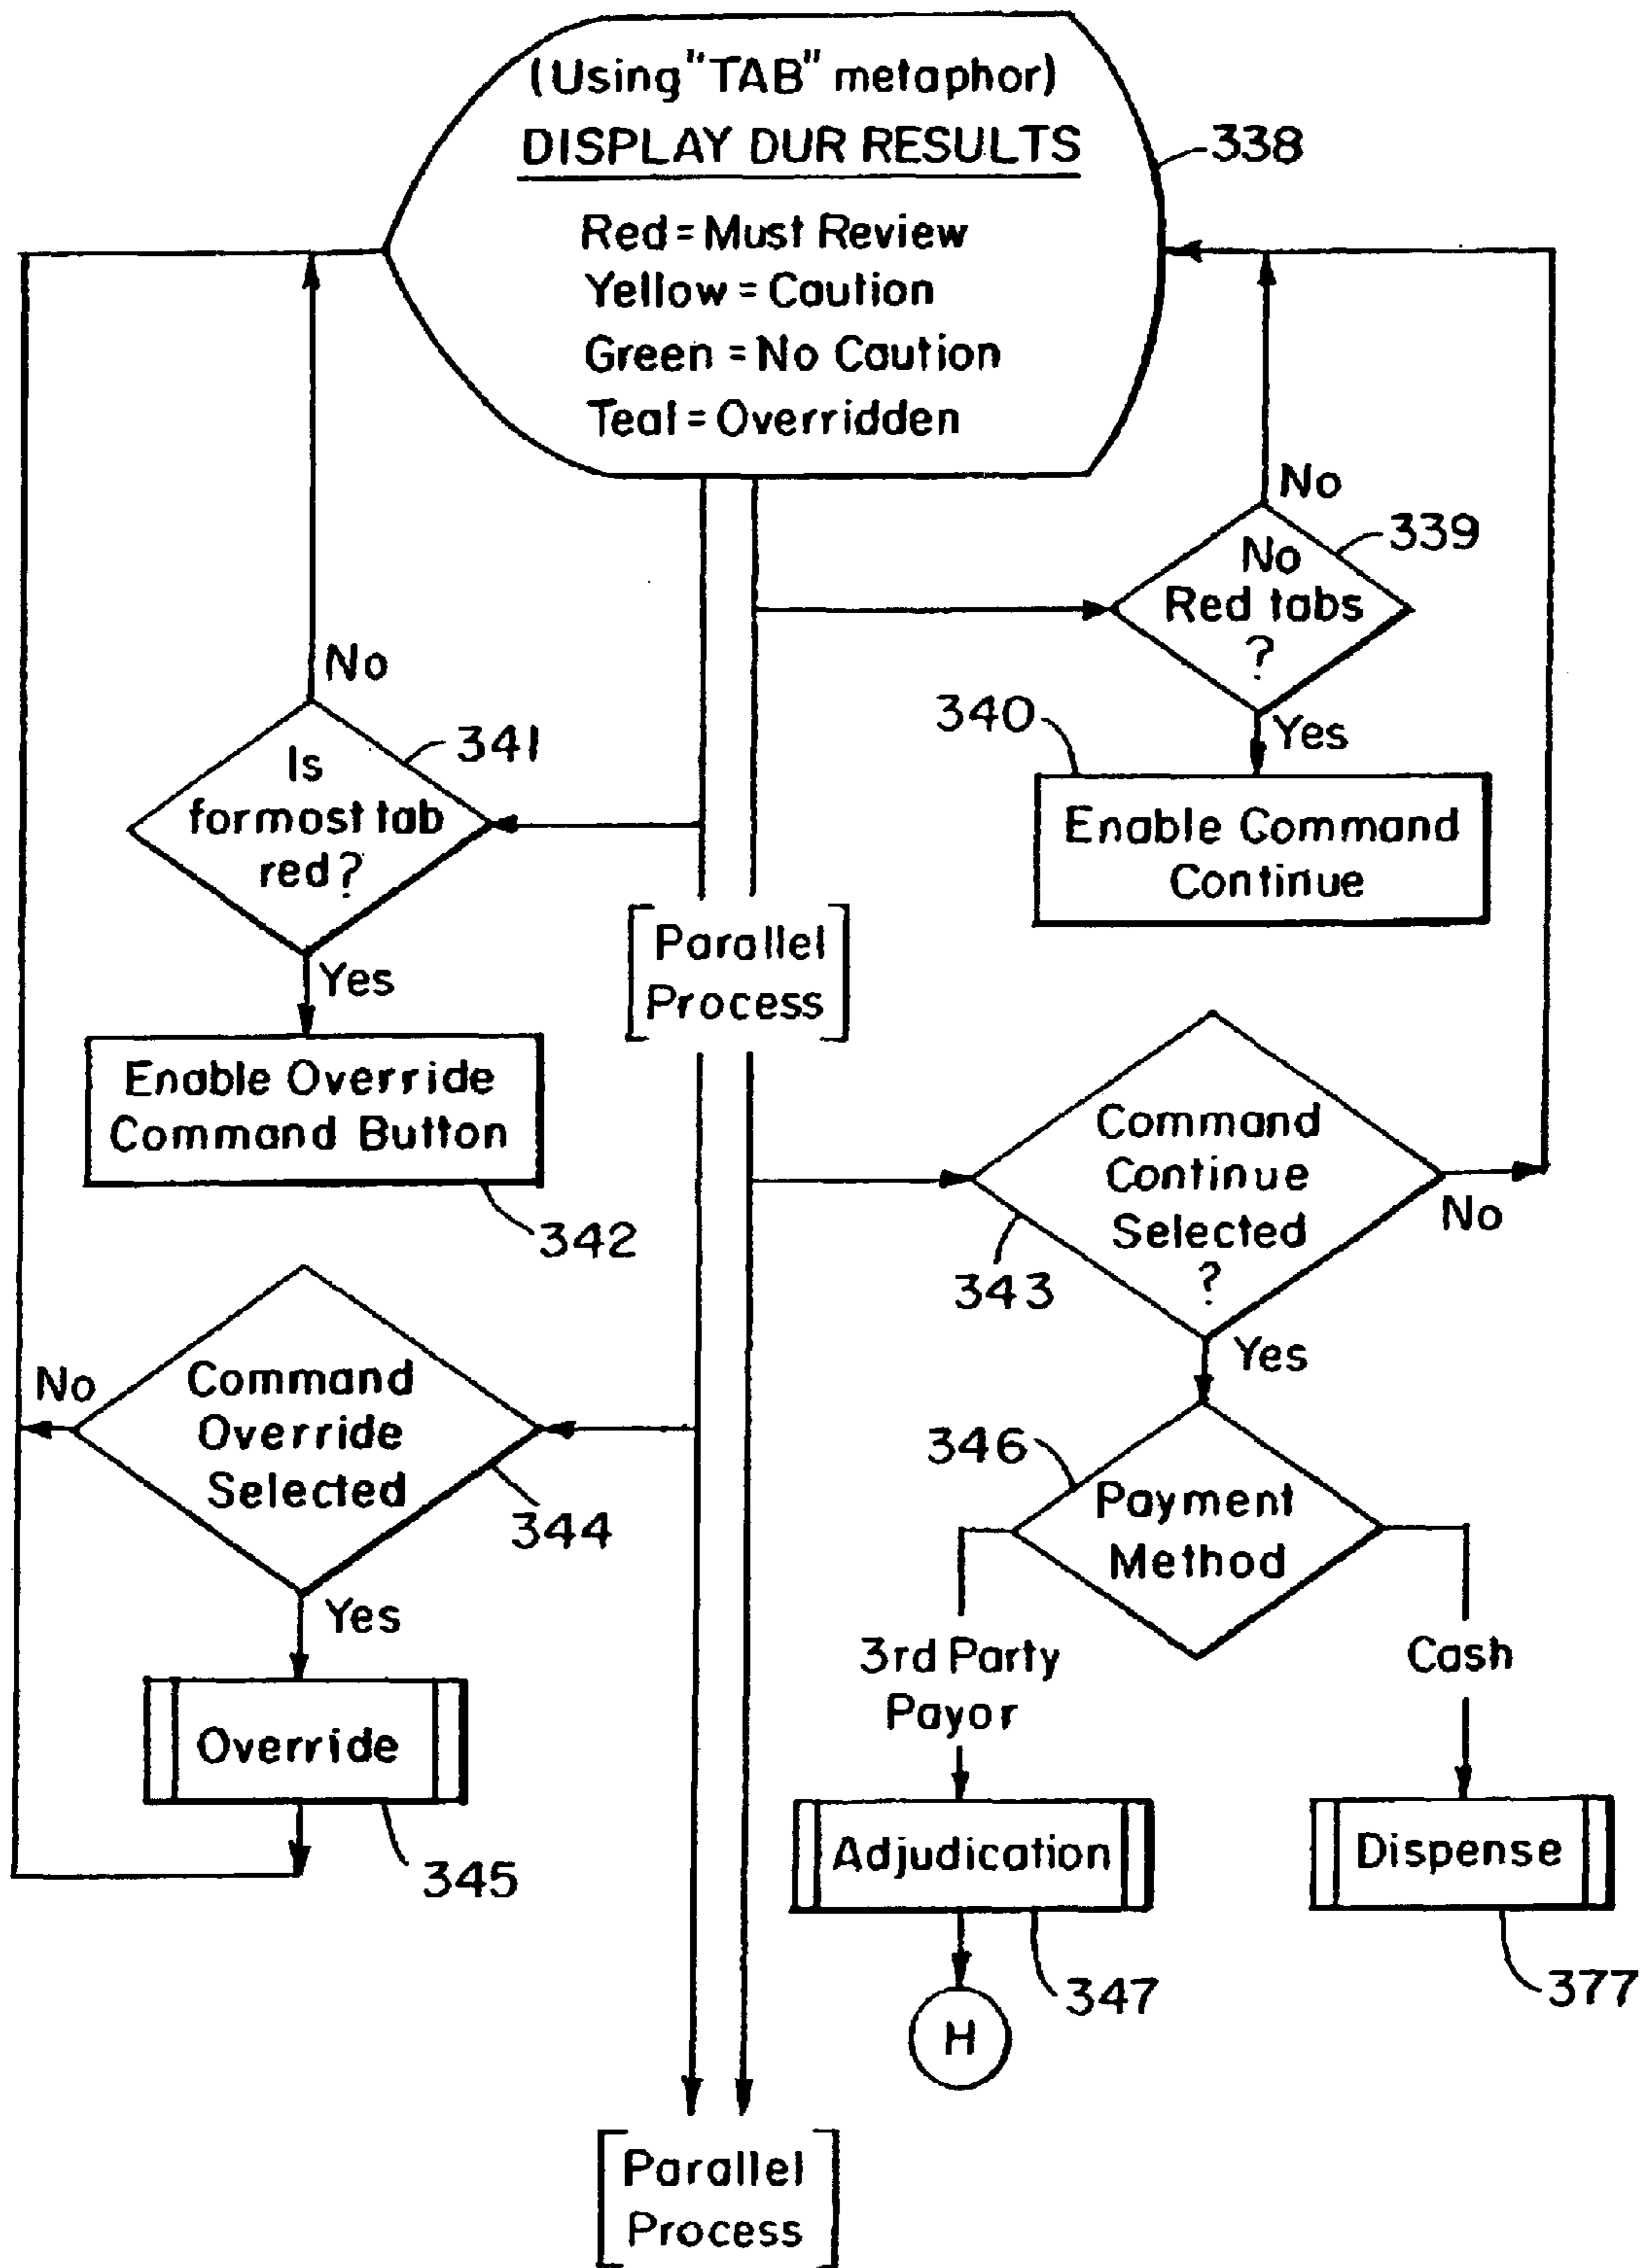 (Using "TAB" metaphor)
DISPLAY DUR RESULTS
338
Red = Must Review
Yellow = Caution
Green = No Caution
Teal = Overridden
No
339
No
Red tabs
?
Yes
340
Enable Command
Continue
No
341
Is
formost tab
red?
Yes
Enable Override
Command Button
342
[Parallel
Process]
Command
Continue
Selected
?
No
343
Yes
No
Command
Override
Selected
344
Yes
Override
345
346
Payment
Method
3rd Party
Payor
Cash
Adjudication
347
Dispense
377
H
[Parallel
Process]